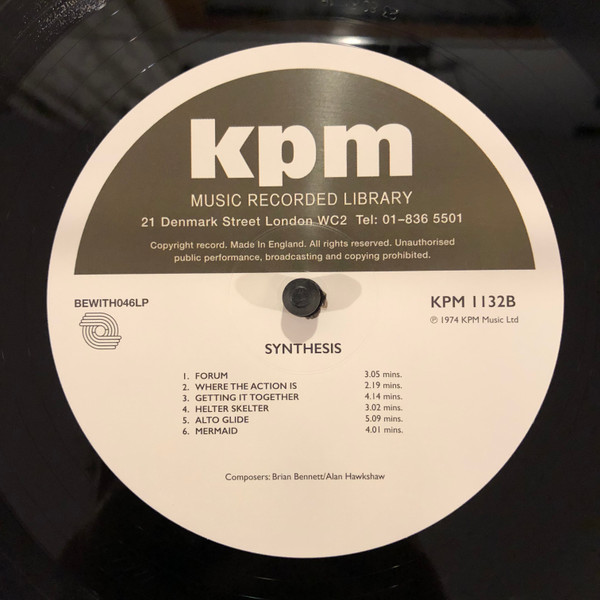 kpm
MUSIC RECORDED LIBRARY
21 Denmark Street London WC2 Tel: 01-836 5501
Copyright record. Made In England. All rights reserved. Unauthorised
public performance, broadcasting and copying prohibited.
BEWITH046LP
KPM 1132B
℗ 1974 KPM Music Ltd
SYNTHESIS
1. FORUM 3.05 mins.
2. WHERE THE ACTION IS 2.19 mins.
3. GETTING IT TOGETHER 4.14 mins.
4. HELTER SKELTER 3.02 mins.
5. ALTO GLIDE 5.09 mins.
6. MERMAID 4.01 mins.
Composers: Brian Bennett/Alan Hawkshaw